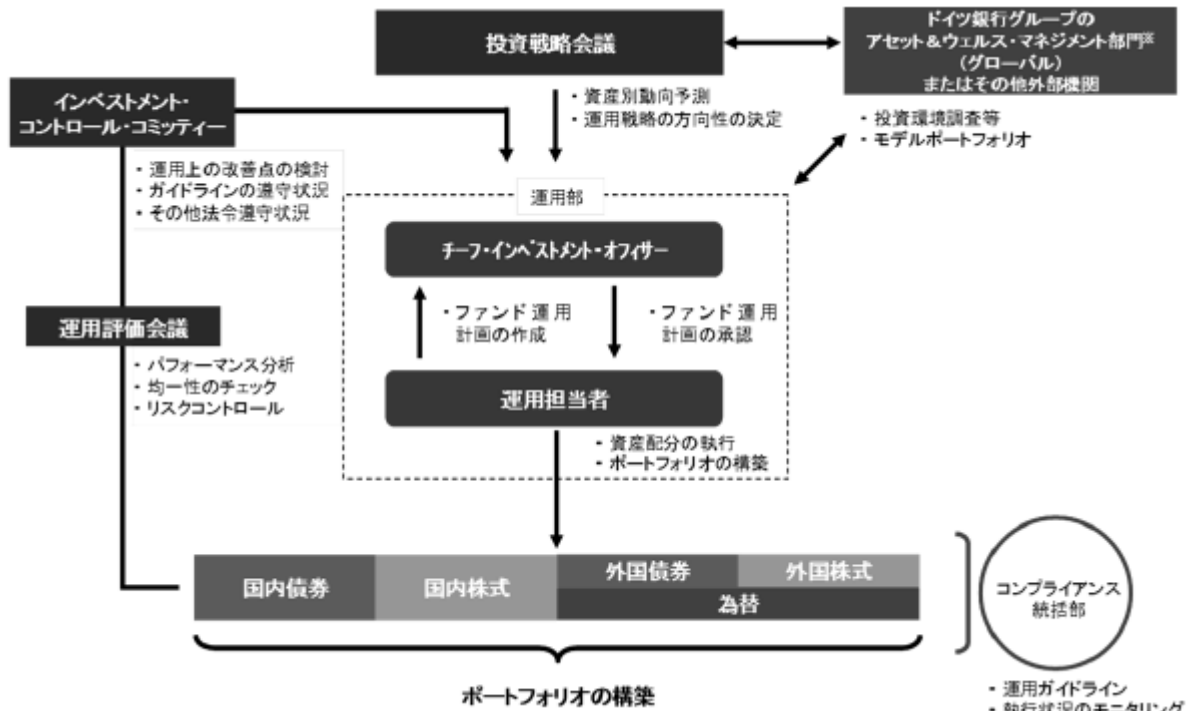 投資戦略会議
ドイツ銀行グループの
アセット&ウェルス・マネジメント部門※
(グローバル)
またはその他外部機関
・投資環境調査等
・モデルポートフォリオ
・資産別動向予測
・運用戦略の方向性の決定
インベストメント・
コントロール・コミッティー
・運用上の改善点の検討
・ガイドラインの遵守状況
・その他法令遵守状況
運用部
チーフ・インベストメント・オフィサー
・ファンド運用
計画の作成
・ファンド運用
計画の承認
運用評価会議
・パフォーマンス分析
・均一性のチェック
・リスクコントロール
運用担当者
・資産配分の執行
・ポートフォリオの構築
国内債券
国内株式
外国債券
外国株式
為替
ポートフォリオの構築
コンプライアンス
統括部
・運用ガイドライン
・執行状況のモニタリング